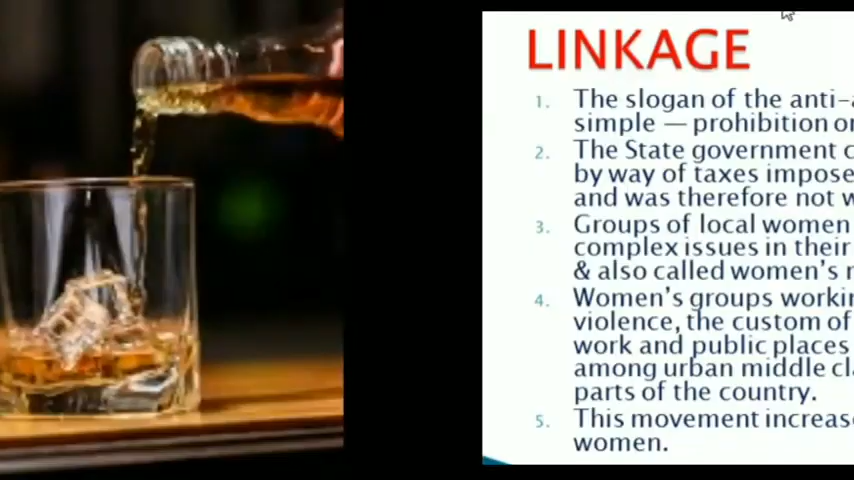 LINKAGE
1. The slogan of the anti-
simple — prohibition on
2. The State government
by way of taxes impose
and was therefore not
3. Groups of local women
complex issues in their
& also called women's
4. Women's groups workin
violence, the custom of
work and public places
among urban middle cl
parts of the country.
5. This movement increase
women.